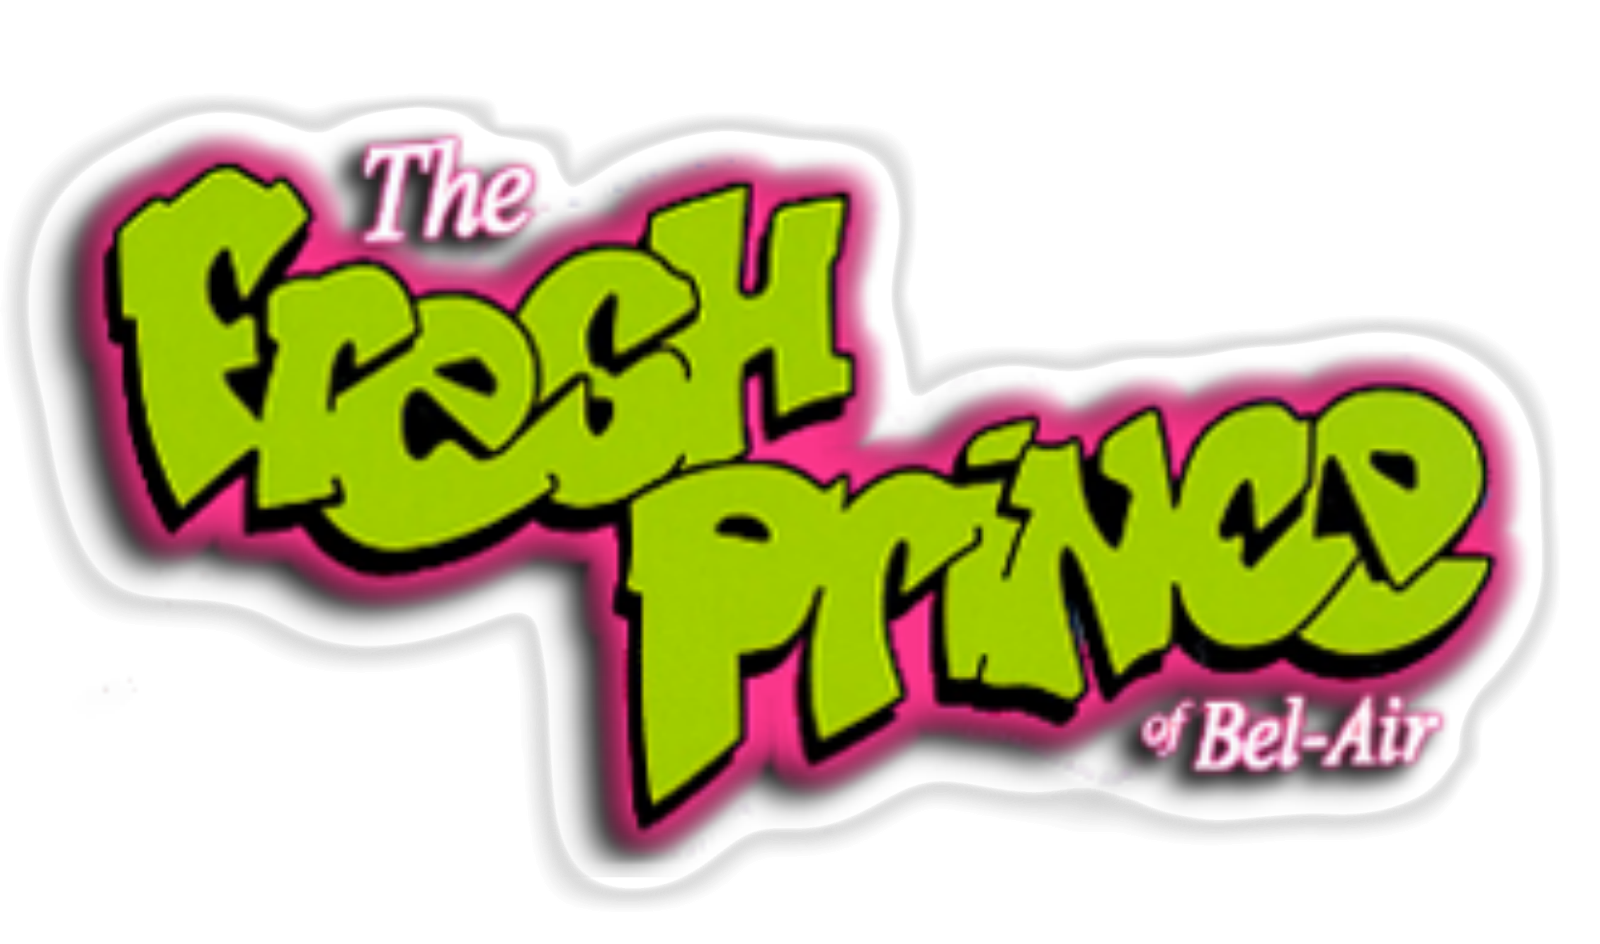 The
FresH
PriNce
of Bel-Air